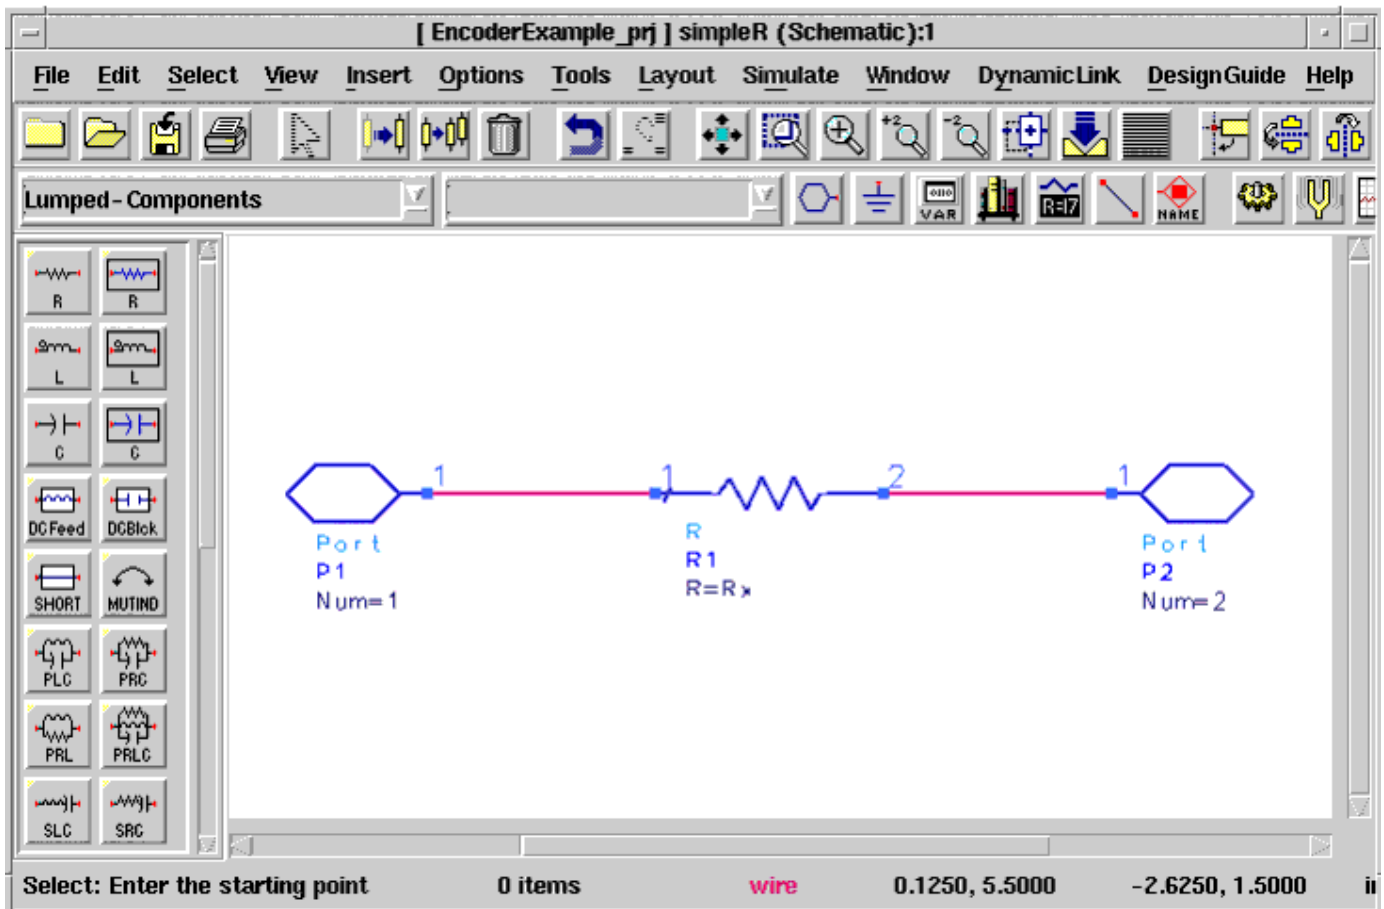 [ EncoderExample_prj ] simpleR (Schematic):1
File Edit Select View Insert Options Tools Layout Simulate Window DynamicLink DesignGuide Help
+2 -2
Lumped-Components
VAR
NAME
R R
L L
C C
DCFeed DCBlck
SHORT MUTIND
PLC PRC
PRL PRLC
SLC SRC
1 1 2 1
Port
P1
Num=1
R
R1
R=Rx
Port
P2
Num=2
Select: Enter the starting point 0 items wire 0.1250, 5.5000 -2.6250, 1.5000